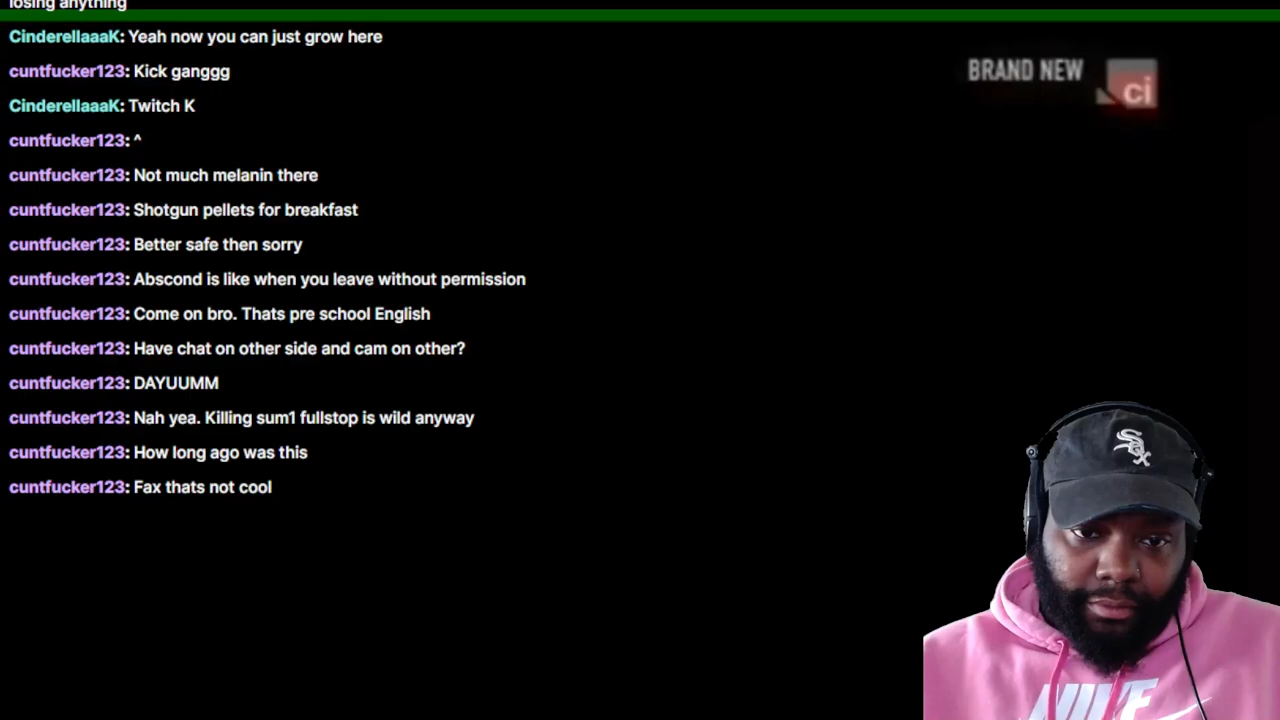 losing anything
CinderellaaaK: Yeah now you can just grow here
cuntfucker123: Kick ganggg
CinderellaaaK: Twitch K
cuntfucker123: ^
cuntfucker123: Not much melanin there
cuntfucker123: Shotgun pellets for breakfast
cuntfucker123: Better safe then sorry
cuntfucker123: Abscond is like when you leave without permission
cuntfucker123: Come on bro. Thats pre school English
cuntfucker123: Have chat on other side and cam on other?
cuntfucker123: DAYUUMM
cuntfucker123: Nah yea. Killing sum1 fullstop is wild anyway
cuntfucker123: How long ago was this
cuntfucker123: Fax thats not cool
BRAND NEW ci
SOX
NIKE